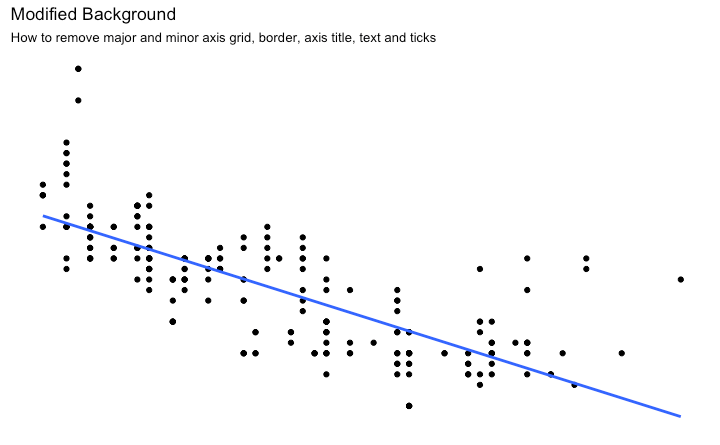 Modified Background
How to remove major and minor axis grid, border, axis title, text and ticks